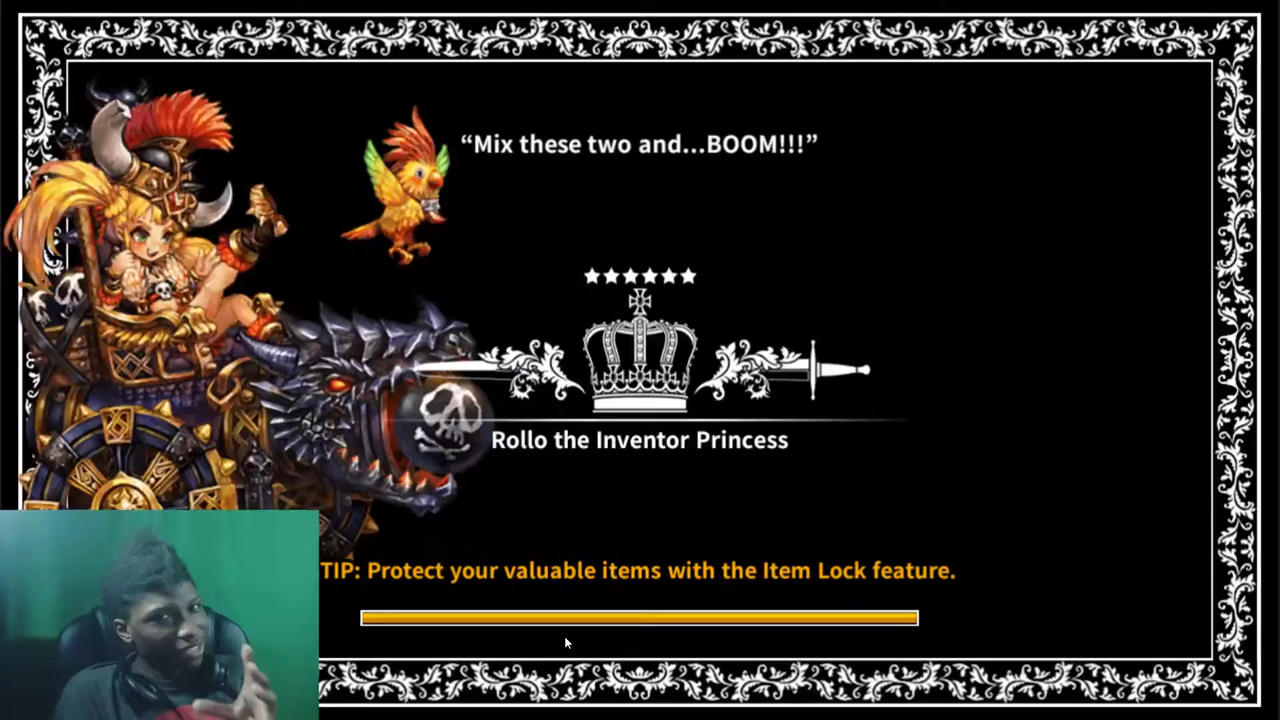 “Mix these two and...BOOM!!!”
Rollo the Inventor Princess
TIP: Protect your valuable items with the Item Lock feature.